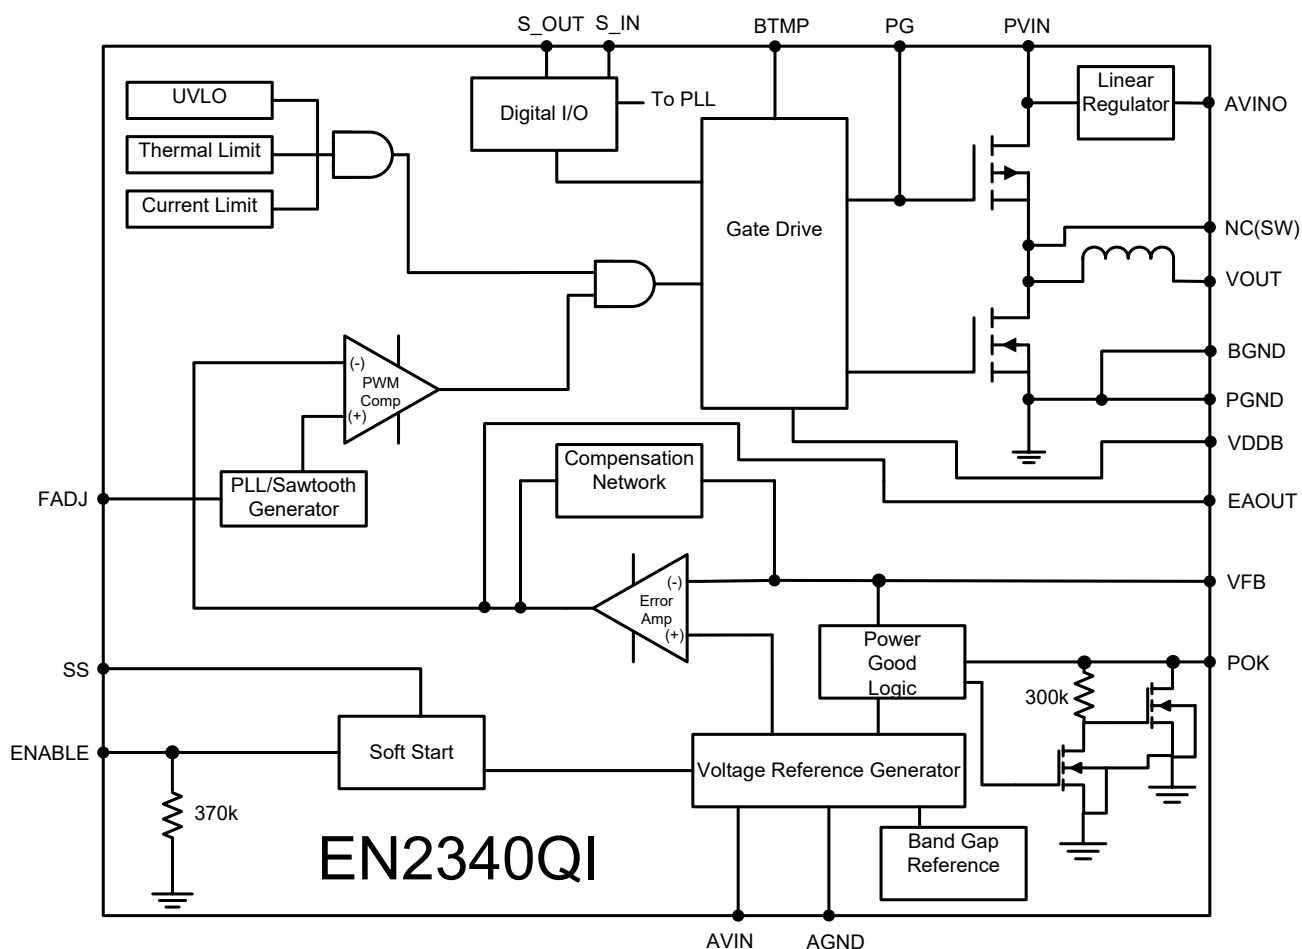 S_OUT
S_IN
BTMP
PG
PVIN
UVLO
Thermal Limit
Current Limit
Digital I/O
To PLL
Linear
Regulator
AVINO
Gate Drive
NC(SW)
VOUT
BGND
PGND
VDDB
EAOUT
(-)
PWM
Comp
(+)
FADJ
PLL/Sawtooth
Generator
Compensation
Network
(-)
Error
Amp
(+)
VFB
Power
Good
Logic
POK
300k
SS
ENABLE
Soft Start
370k
Voltage Reference Generator
Band Gap
Reference
EN2340QI
AVIN
AGND